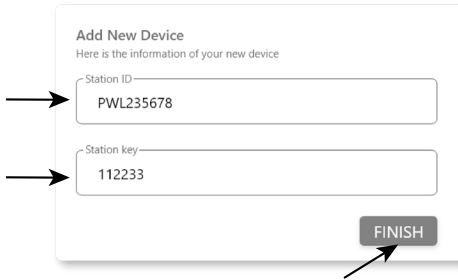 Add New Device
Here is the information of your new device
Station ID
PWL235678
Station key
112233
FINISH